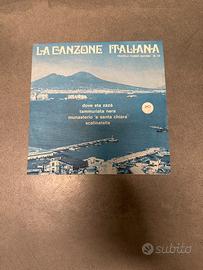 LA CANZONE ITALIANA
dove sta zazà
tammurriata nera
munasterio 'e santa chiara
scalinatella
subito